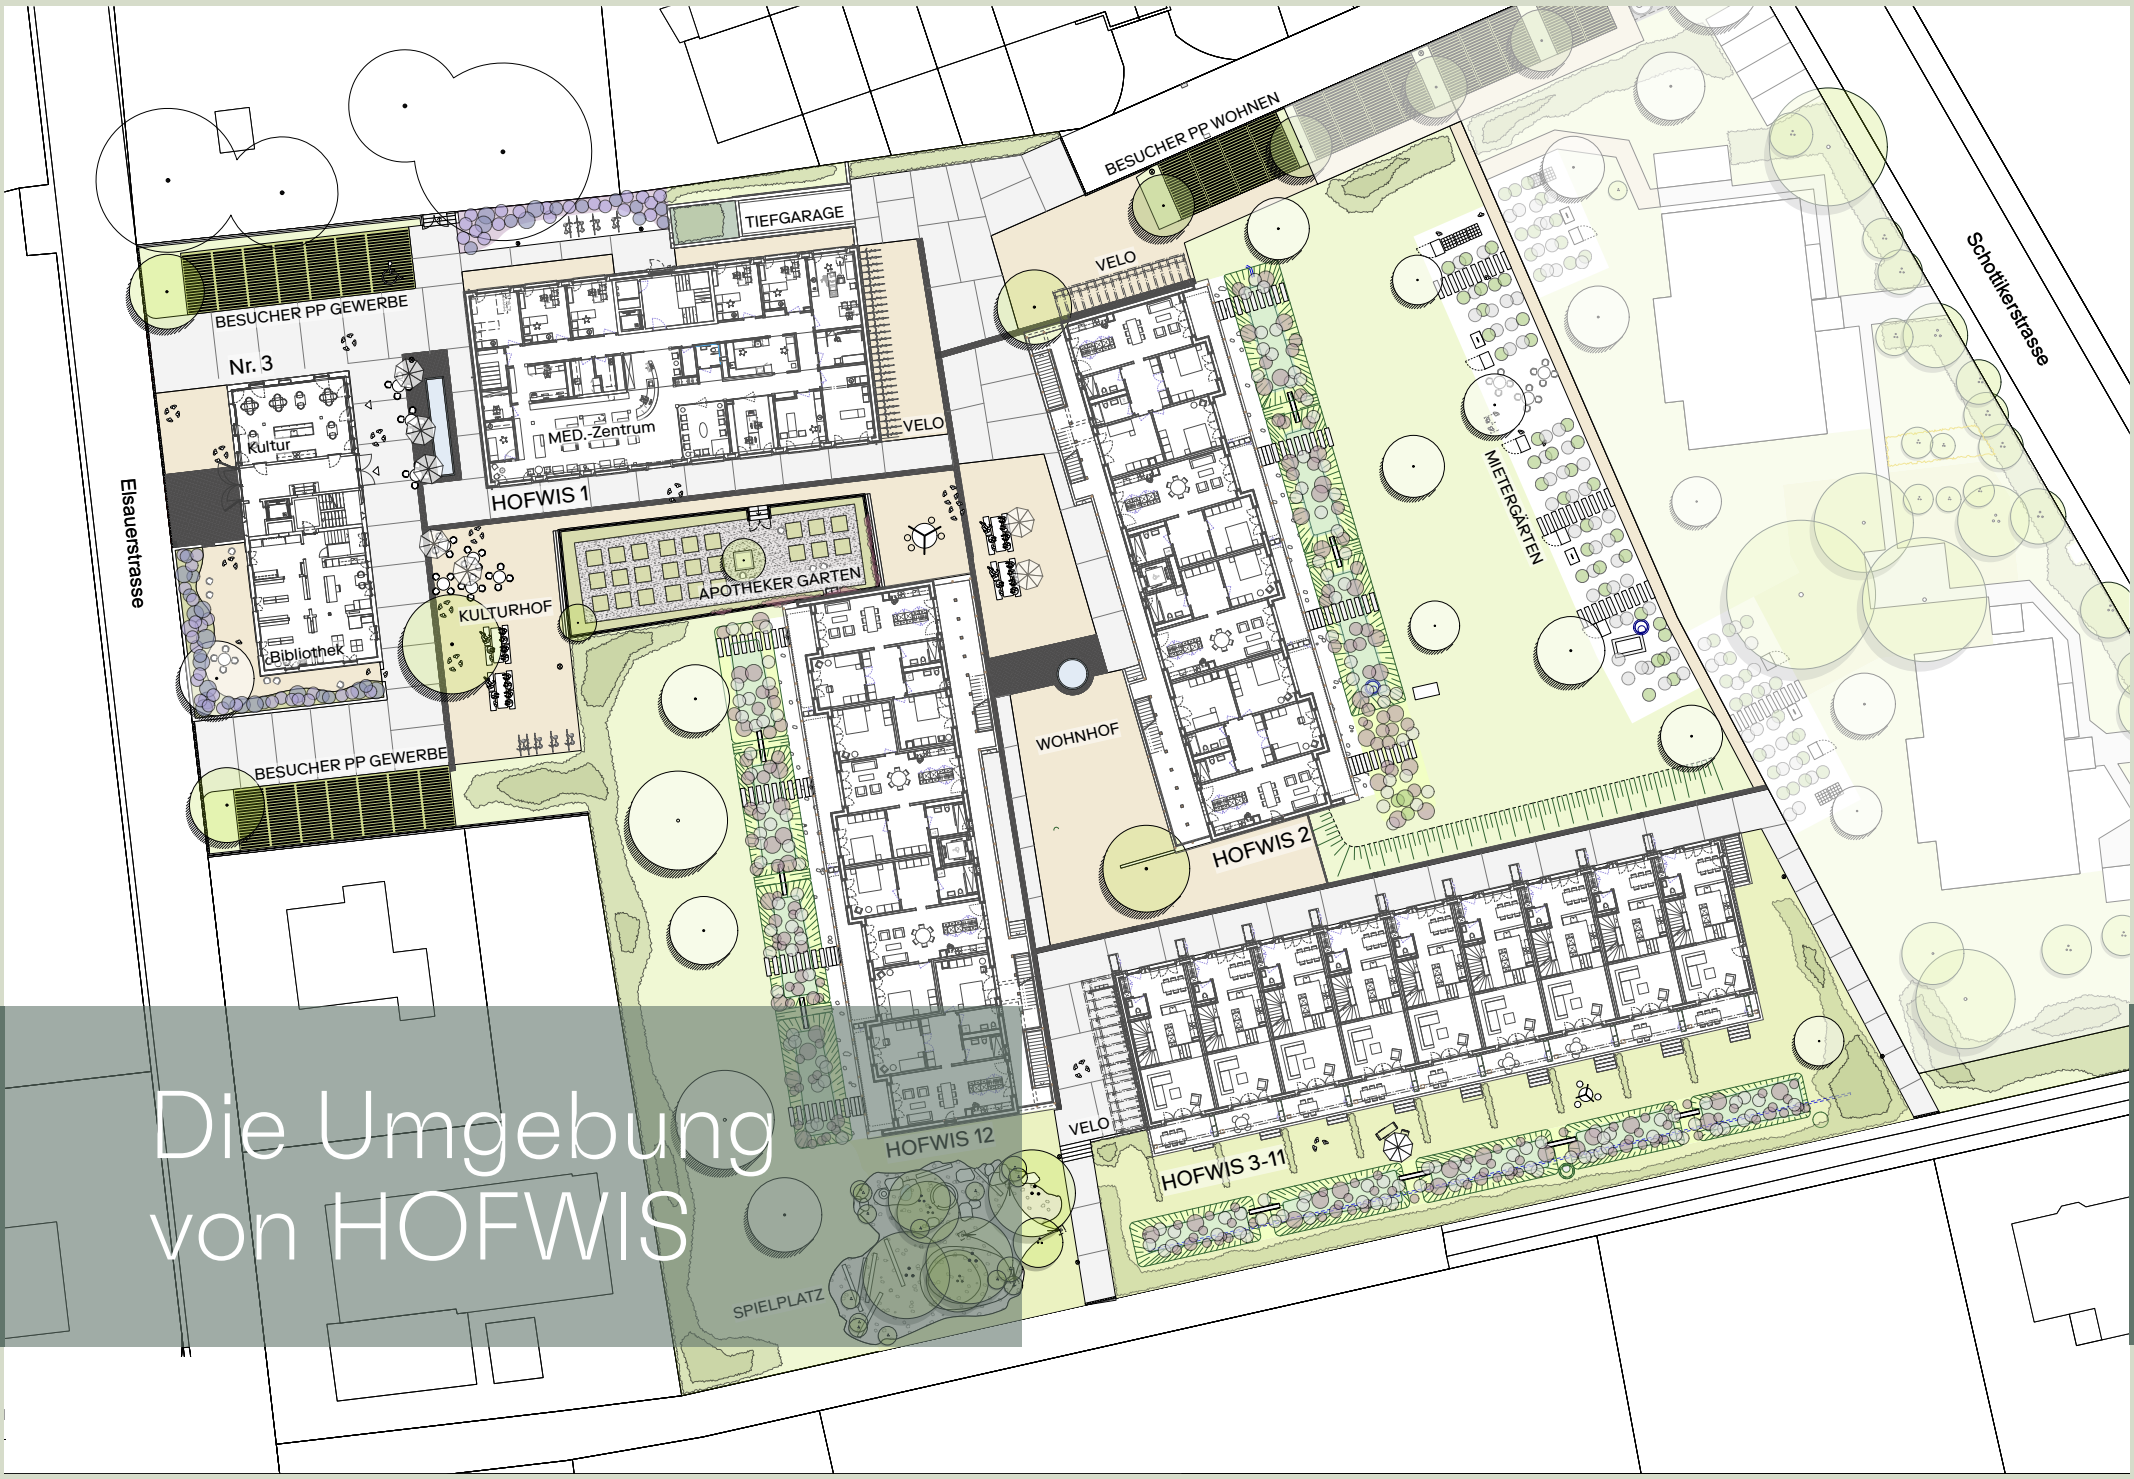 BESUCHER PP WOHNEN
TIEFGARAGE
VELO
BESUCHER PP GEWERBE
Schottikerstrasse
Nr. 3
Kultur
MED.-Zentrum
VELO
HOFWIS 1
Elsauerstrasse
MIETERGÄRTEN
APOTHEKER GARTEN
KULTURHOF
Bibliothek
WOHNHOF
BESUCHER PP GEWERBE
HOFWIS 2
VELO
HOFWIS 12
HOFWIS 3-11
SPIELPLATZ
Die Umgebung
von HOFWIS